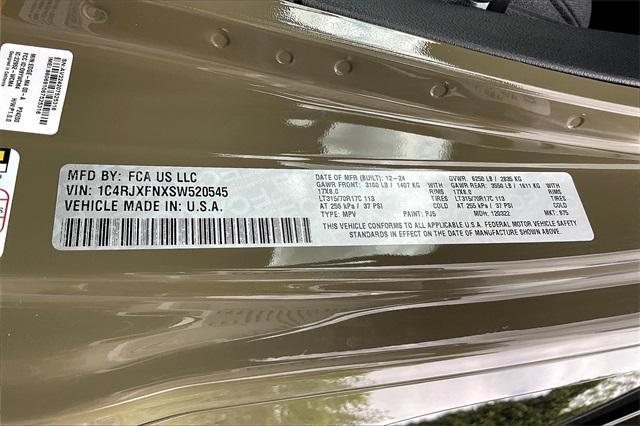 MFD BY: FCA US LLC
VIN: 1C4RJXFNXSW520545
VEHICLE MADE IN U.S.A.
DATE OF MFR (BUILT): 12-24 GVWR: 6250 LB / 2835 KG
GAWR FRONT: 3100 LB / 1407 KG WITH GAWR REAR: 3550 LB / 1611 KG WITH
17X8.0 RIMS 17X8.0 RIMS
LT315/70R17C 113 TIRES LT315/70R17C 113 TIRES
AT 255 kPa / 37 PSI COLD AT 255 kPa / 37 PSI COLD
TYPE: MPV PAINT: PJ5 MDH: 120322 MKT: 875
THIS VEHICLE CONFORMS TO ALL APPLICABLE U.S.A. FEDERAL MOTOR VEHICLE SAFETY
STANDARDS IN EFFECT ON THE DATE OF MANUFACTURE SHOWN ABOVE.